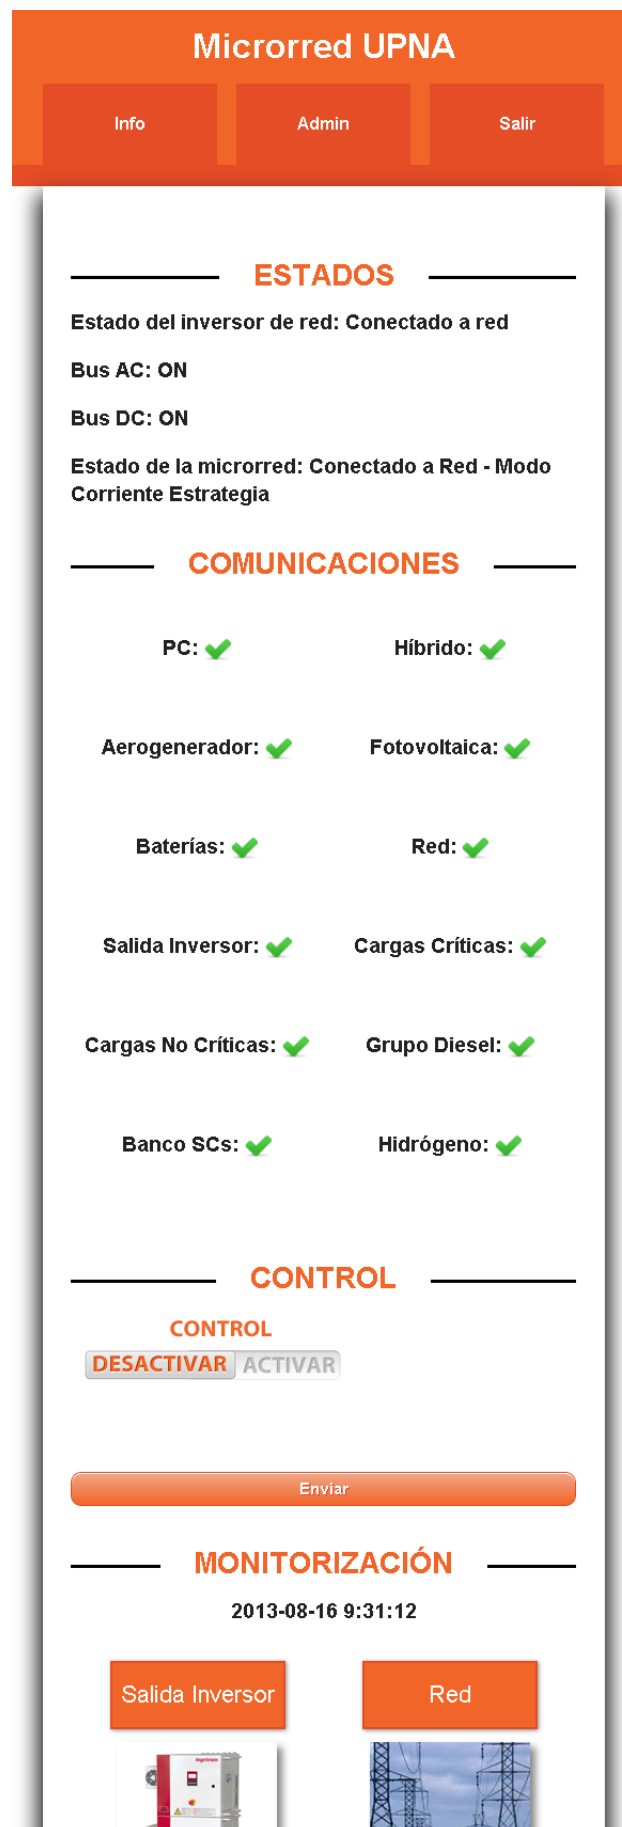 Microrred UPNA
Info
Admin
Salir
ESTADOS
Estado del inversor de red: Conectado a red
Bus AC: ON
Bus DC: ON
Estado de la microrred: Conectado a Red - Modo
Corriente Estrategia
COMUNICACIONES
PC:
Híbrido:
Aerogenerador:
Fotovoltaica:
Baterías:
Red:
Salida Inversor:
Cargas Críticas:
Cargas No Críticas:
Grupo Diesel:
Banco SCs:
Hidrógeno:
CONTROL
CONTROL
DESACTIVAR ACTIVAR
Enviar
MONITORIZACIÓN
2013-08-16 9:31:12
Salida Inversor
Red